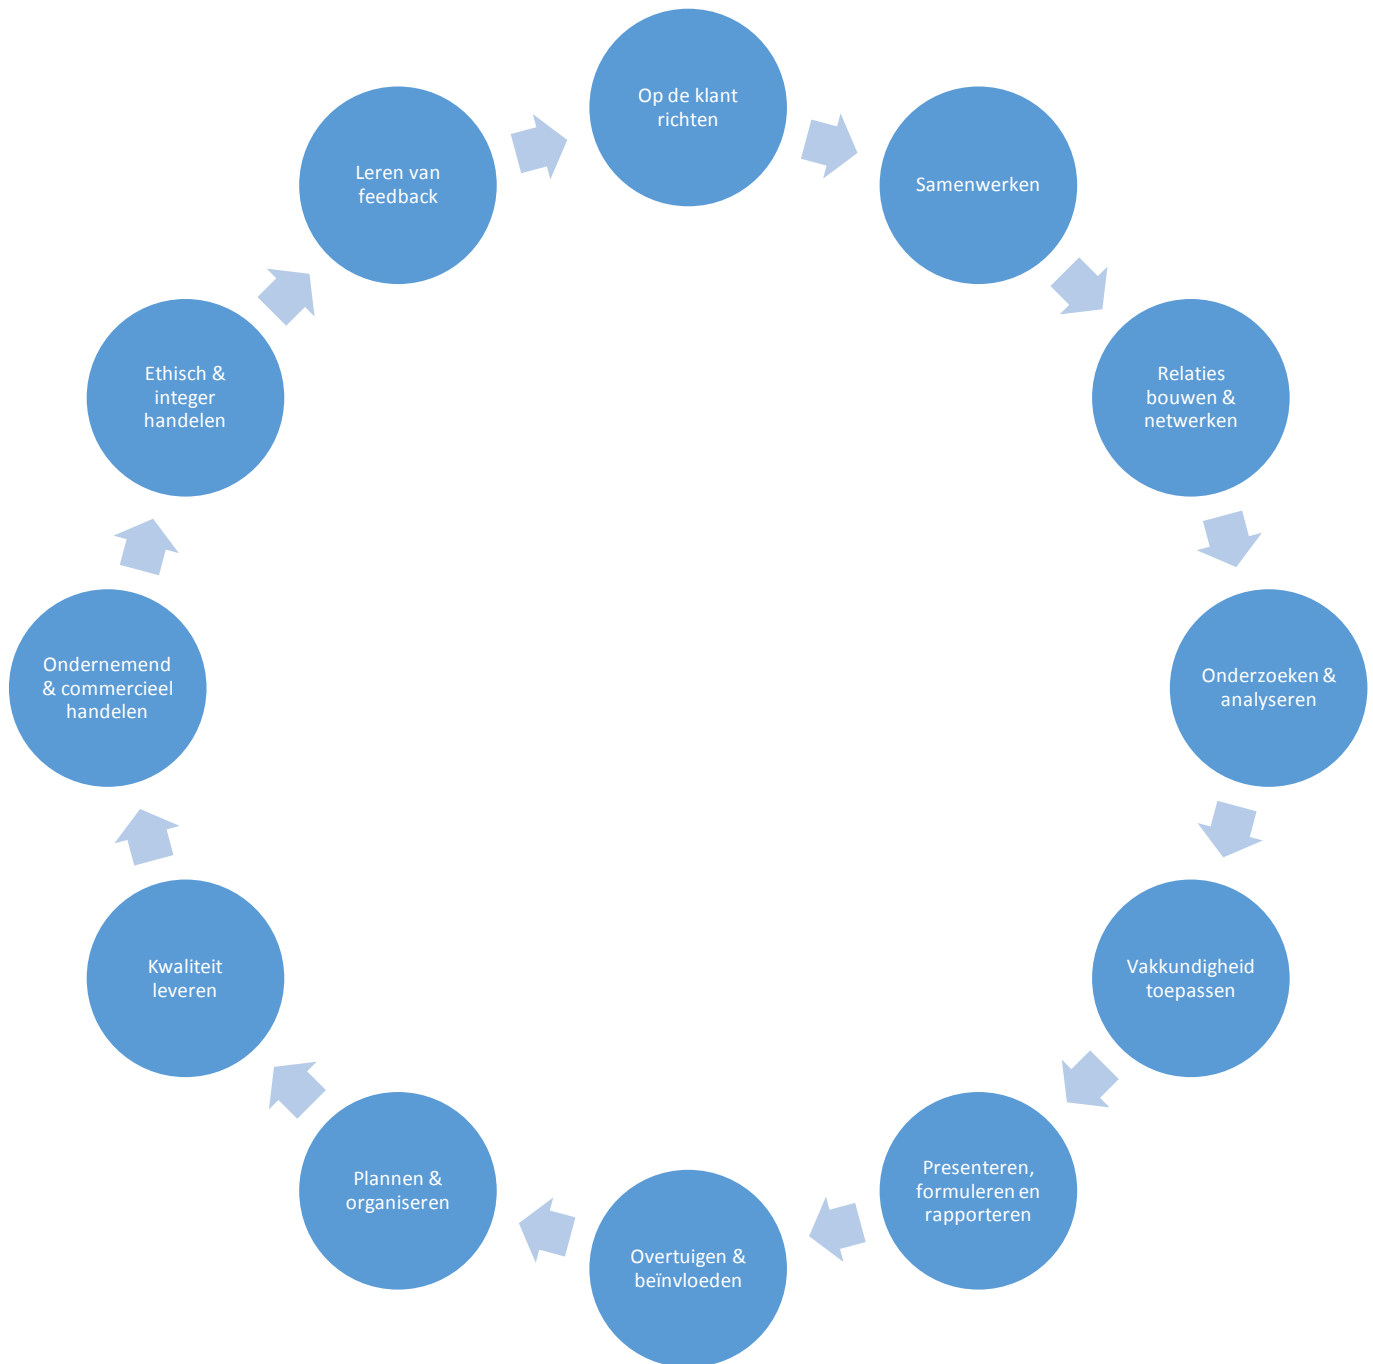 Op de klant
richten
Samenwerken
Relaties
bouwen &
netwerken
Onderzoeken &
analyseren
Vakkundigheid
toepassen
Presenteren,
formuleren en
rapporteren
Overtuigen &
beïnvloeden
Plannen &
organiseren
Kwaliteit
leveren
Ondernemend
& commercieel
handelen
Ethisch &
integer
handelen
Leren van
feedback